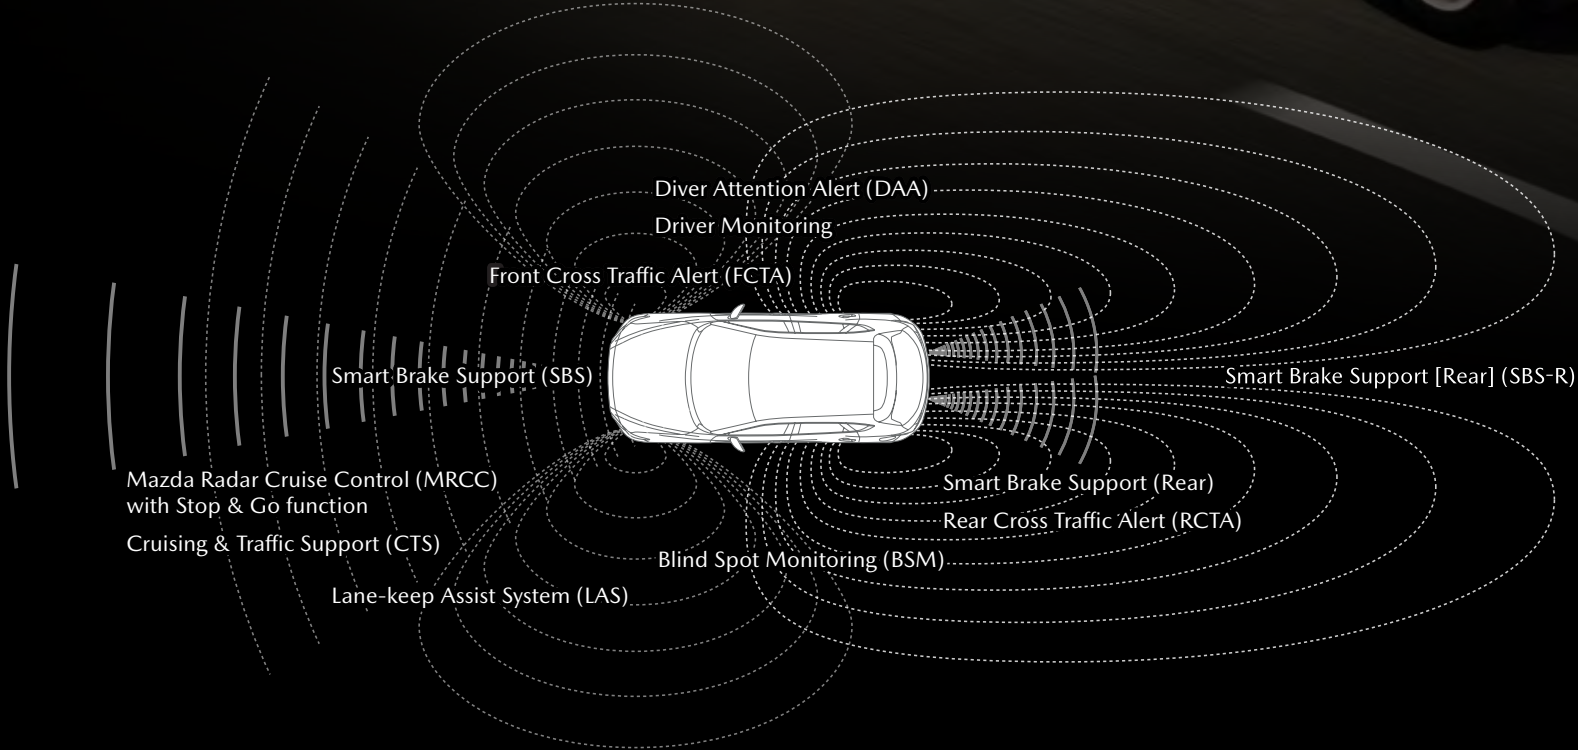 Diver Attention Alert (DAA)
Driver Monitoring
Front Cross Traffic Alert (FCTA)
Smart Brake Support (SBS)
Smart Brake Support [Rear] (SBS-R)
Mazda Radar Cruise Control (MRCC)
with Stop & Go function
Cruising & Traffic Support (CTS)
Lane-keep Assist System (LAS)
Smart Brake Support (Rear)
Rear Cross Traffic Alert (RCTA)
Blind Spot Monitoring (BSM)